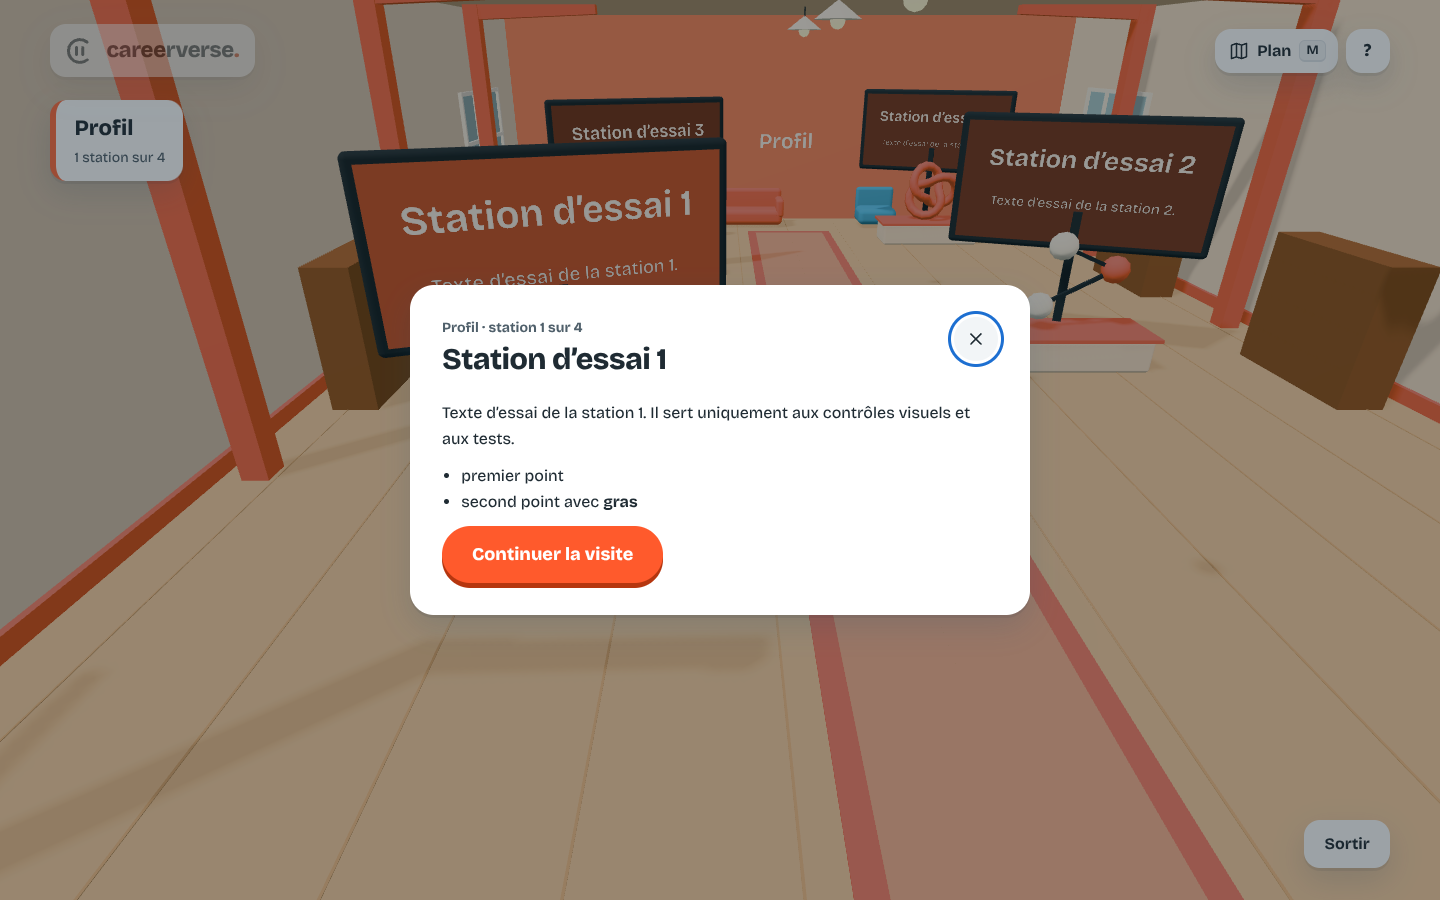 careerverse.
Plan M ?
Profil
1 station sur 4
Station d'essai 3
Profil
Station d'ess
Station d'essai 2
Texte d'essai de la station 2.
Station d'essai 1
Texte d'essai de la station 1.
Profil · station 1 sur 4
Station d'essai 1
Texte d'essai de la station 1. Il sert uniquement aux contrôles visuels et
aux tests.
• premier point
• second point avec gras
Continuer la visite
Sortir